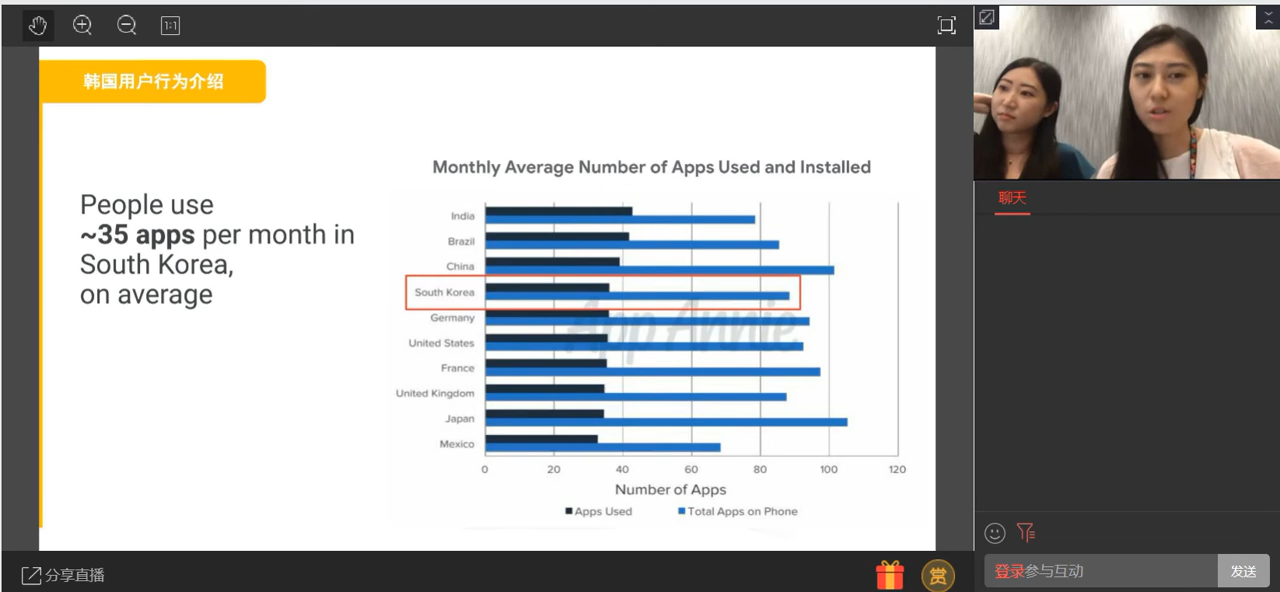 1:1
韩国用户行为介绍
People use
~35 apps per month in
South Korea,
on average
Monthly Average Number of Apps Used and Installed
India
Brazil
China
South Korea
Germany
United States
France
United Kingdom
Japan
Mexico
App Annie
0 20 40 60 80 100 120
Number of Apps
Apps Used Total Apps on Phone
聊天
登录参与互动
发送
分享直播
赏